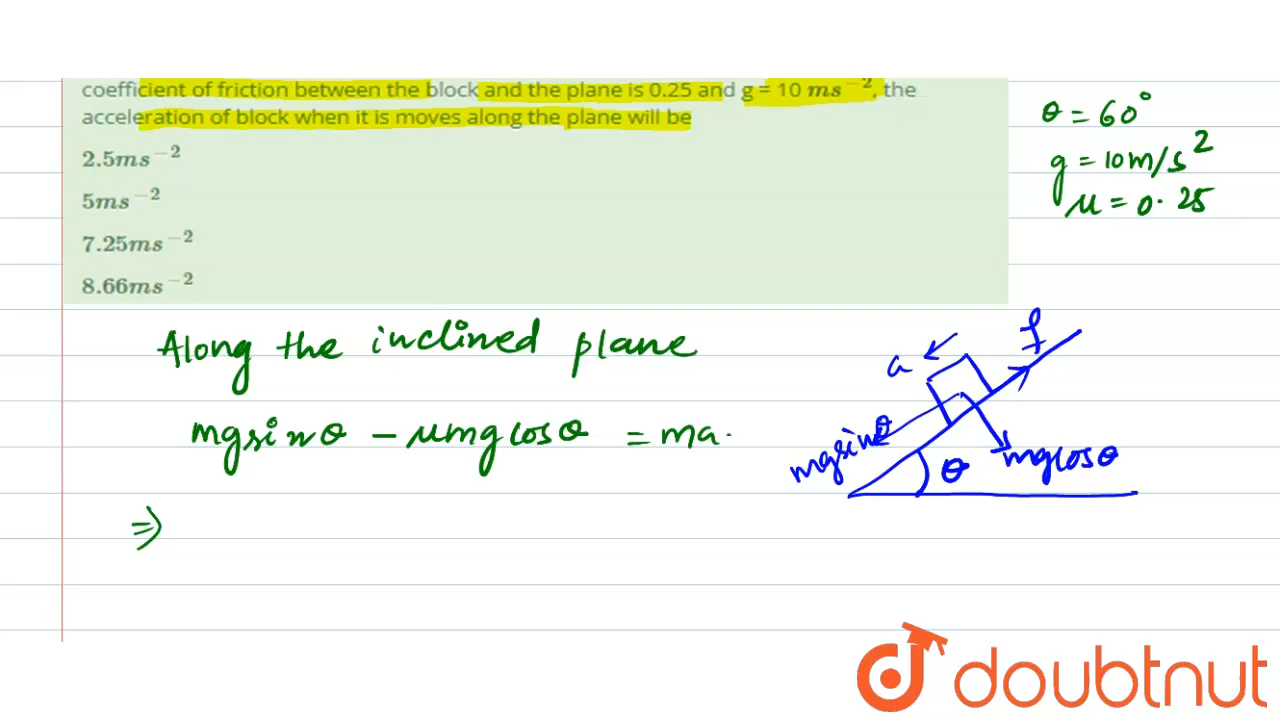 coefficient of friction between the block and the plane is 0.25 and g = 10 ms⁻², the
acceleration of block when it is moves along the plane will be
2.5ms⁻²
5ms⁻²
7.25ms⁻²
8.66ms⁻²
θ = 60°
g = 10m/s²
μ = 0.25
Along the inclined plane
mgsinθ - μmgcosθ = ma.
⇒
f
a
mgsinθ
θ
mgcosθ
doubtnut